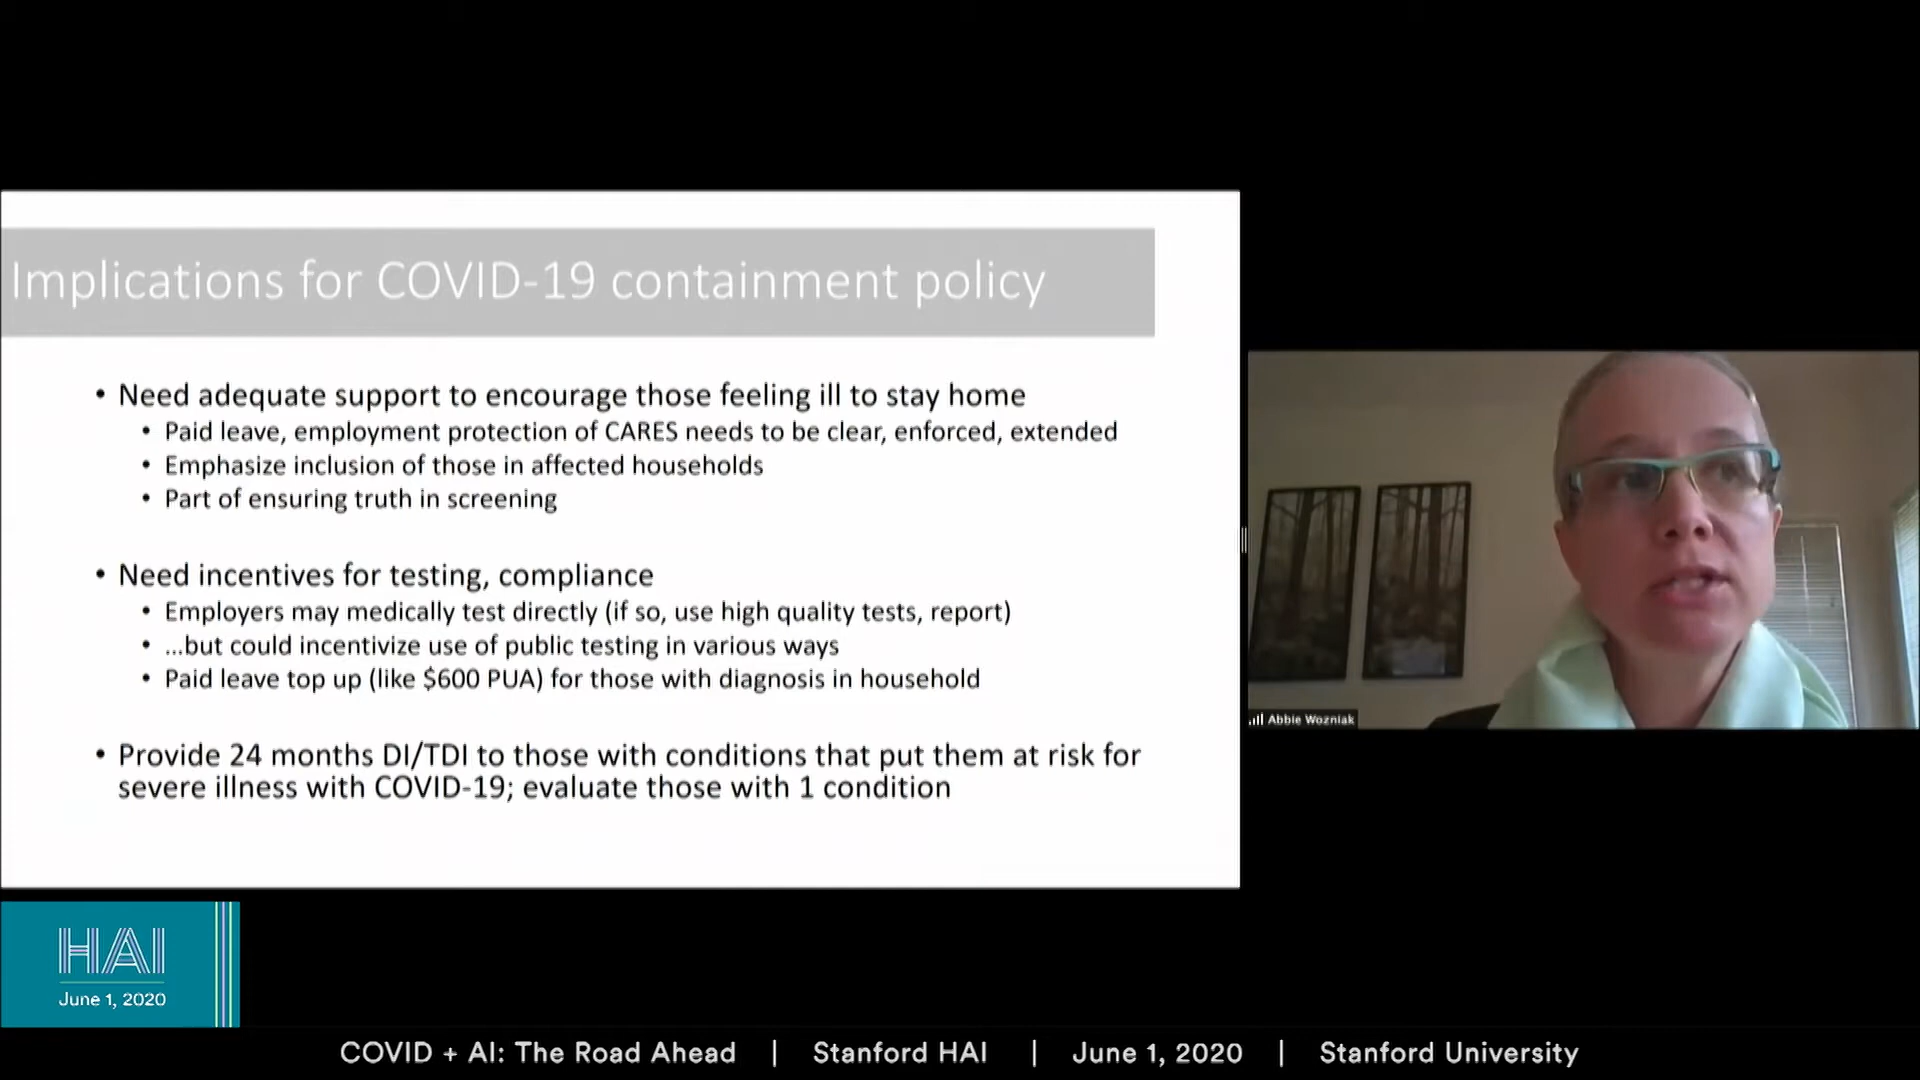 Implications for COVID-19 containment policy
• Need adequate support to encourage those feeling ill to stay home
• Paid leave, employment protection of CARES needs to be clear, enforced, extended
• Emphasize inclusion of those in affected households
• Part of ensuring truth in screening
• Need incentives for testing, compliance
• Employers may medically test directly (if so, use high quality tests, report)
• ...but could incentivize use of public testing in various ways
• Paid leave top up (like $600 PUA) for those with diagnosis in household
• Provide 24 months DI/TDI to those with conditions that put them at risk for
severe illness with COVID-19; evaluate those with 1 condition
Abbie Wozniak
HAI
June 1, 2020
COVID + AI: The Road Ahead | Stanford HAI | June 1, 2020 | Stanford University